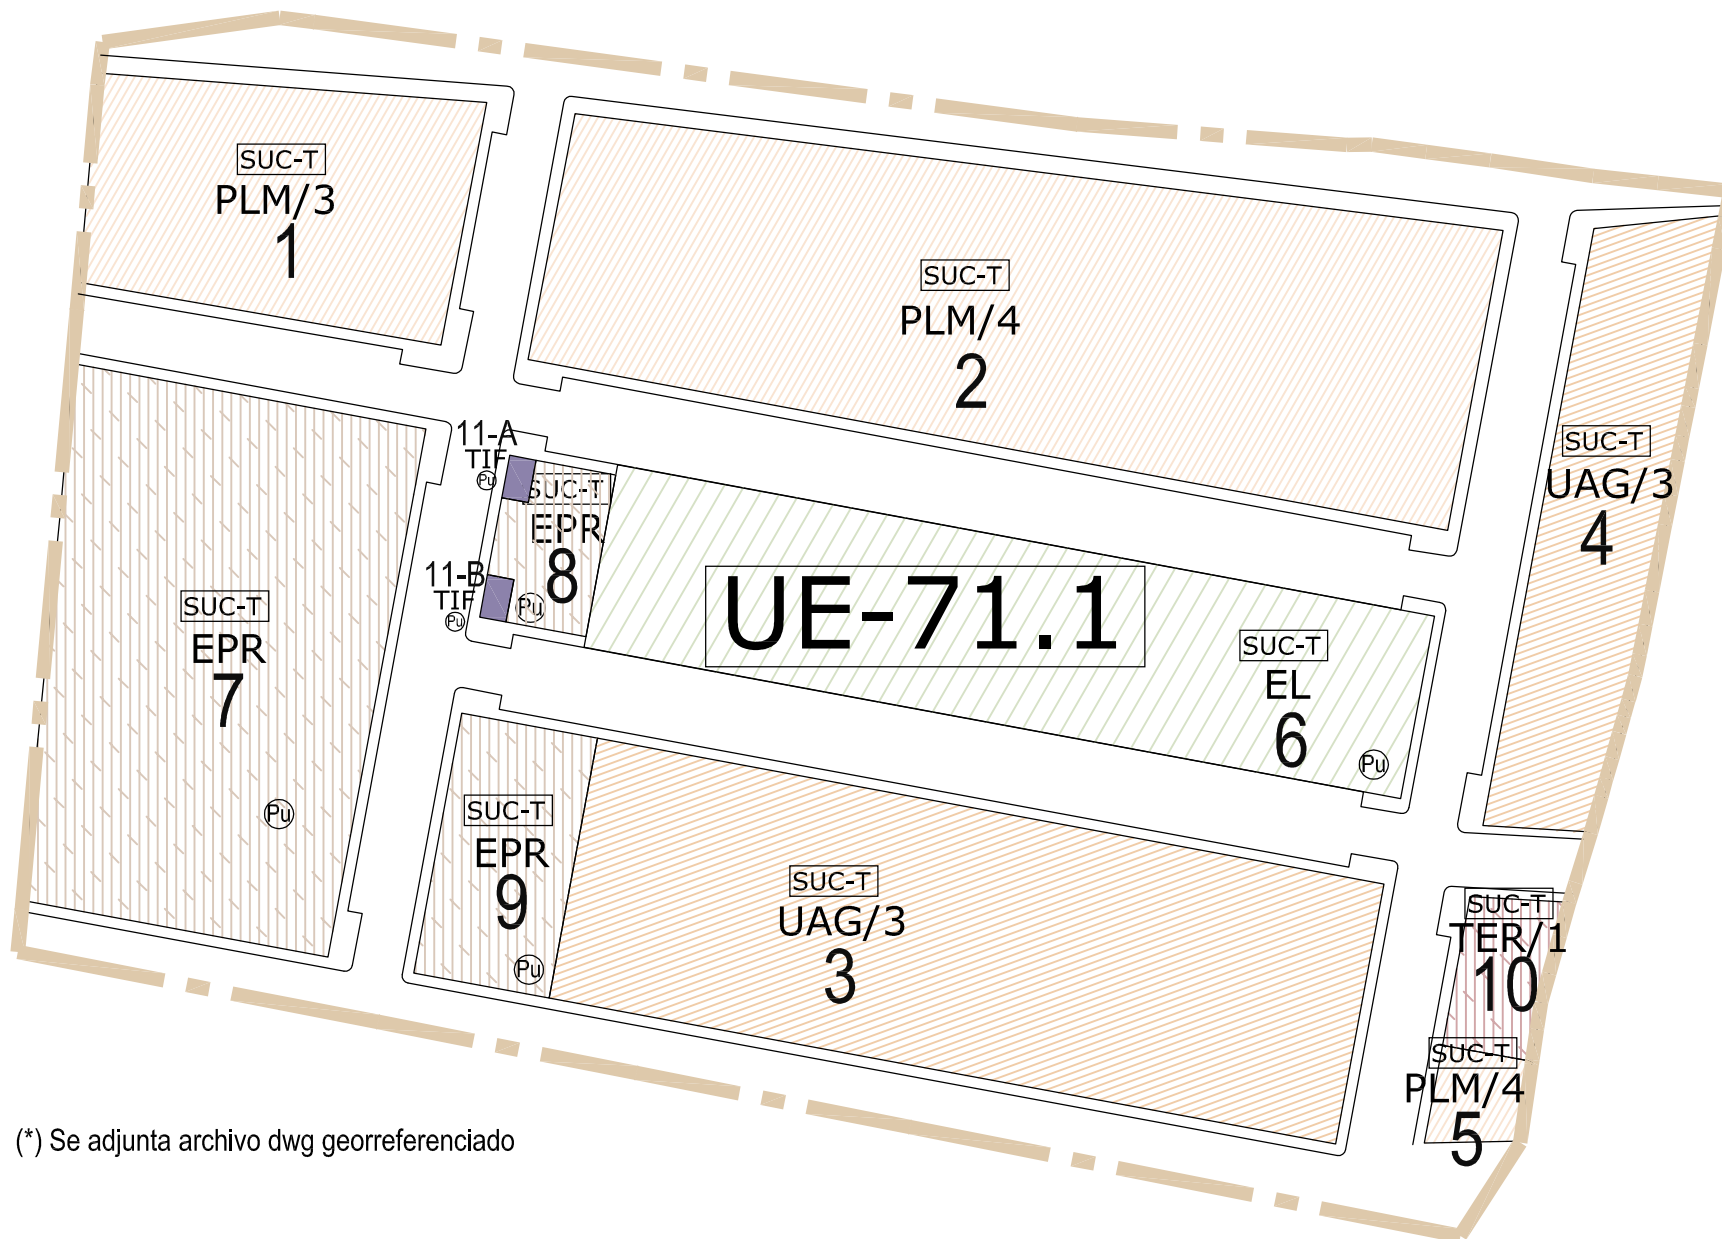 SUC-T
PLM/3
1
SUC-T
PLM/4
2
SUC-T
UAG/3
4
11-A
TIF
Pu
SUC-T
EPR
8
Pu
11-B
TIF
Pu
UE-71.1
SUC-T
EL
6
Pu
SUC-T
EPR
7
Pu
SUC-T
EPR
9
Pu
SUC-T
UAG/3
3
SUC-T
TER/1
10
SUC-T
PLM/4
5
(*) Se adjunta archivo dwg georreferenciado